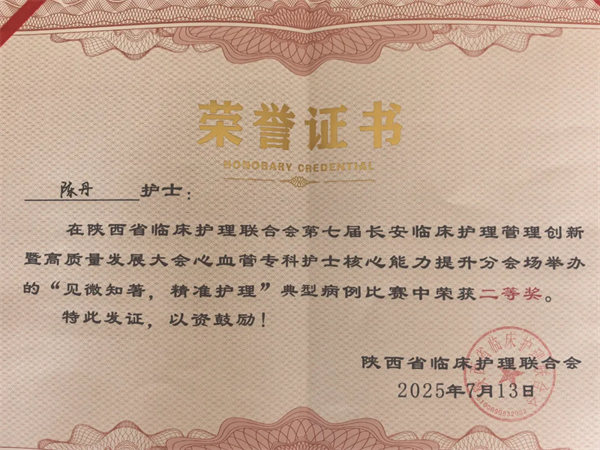 荣誉证书
HONORARY CREDENTIAL
陈丹 护士：
在陕西省临床护理联合会第七届长安临床护理管理创新
暨高质量发展大会心血管专科护士核心能力提升分会场举办
的“见微知著，精准护理”典型病例比赛中荣获二等奖。
特此发证，以资鼓励！
陕西省临床护理联合会
2025年7月13日